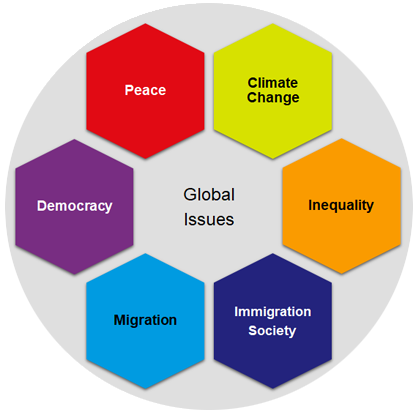 Peace
Climate
Change
Democracy
Global
Issues
Inequality
Migration
Immigration
Society